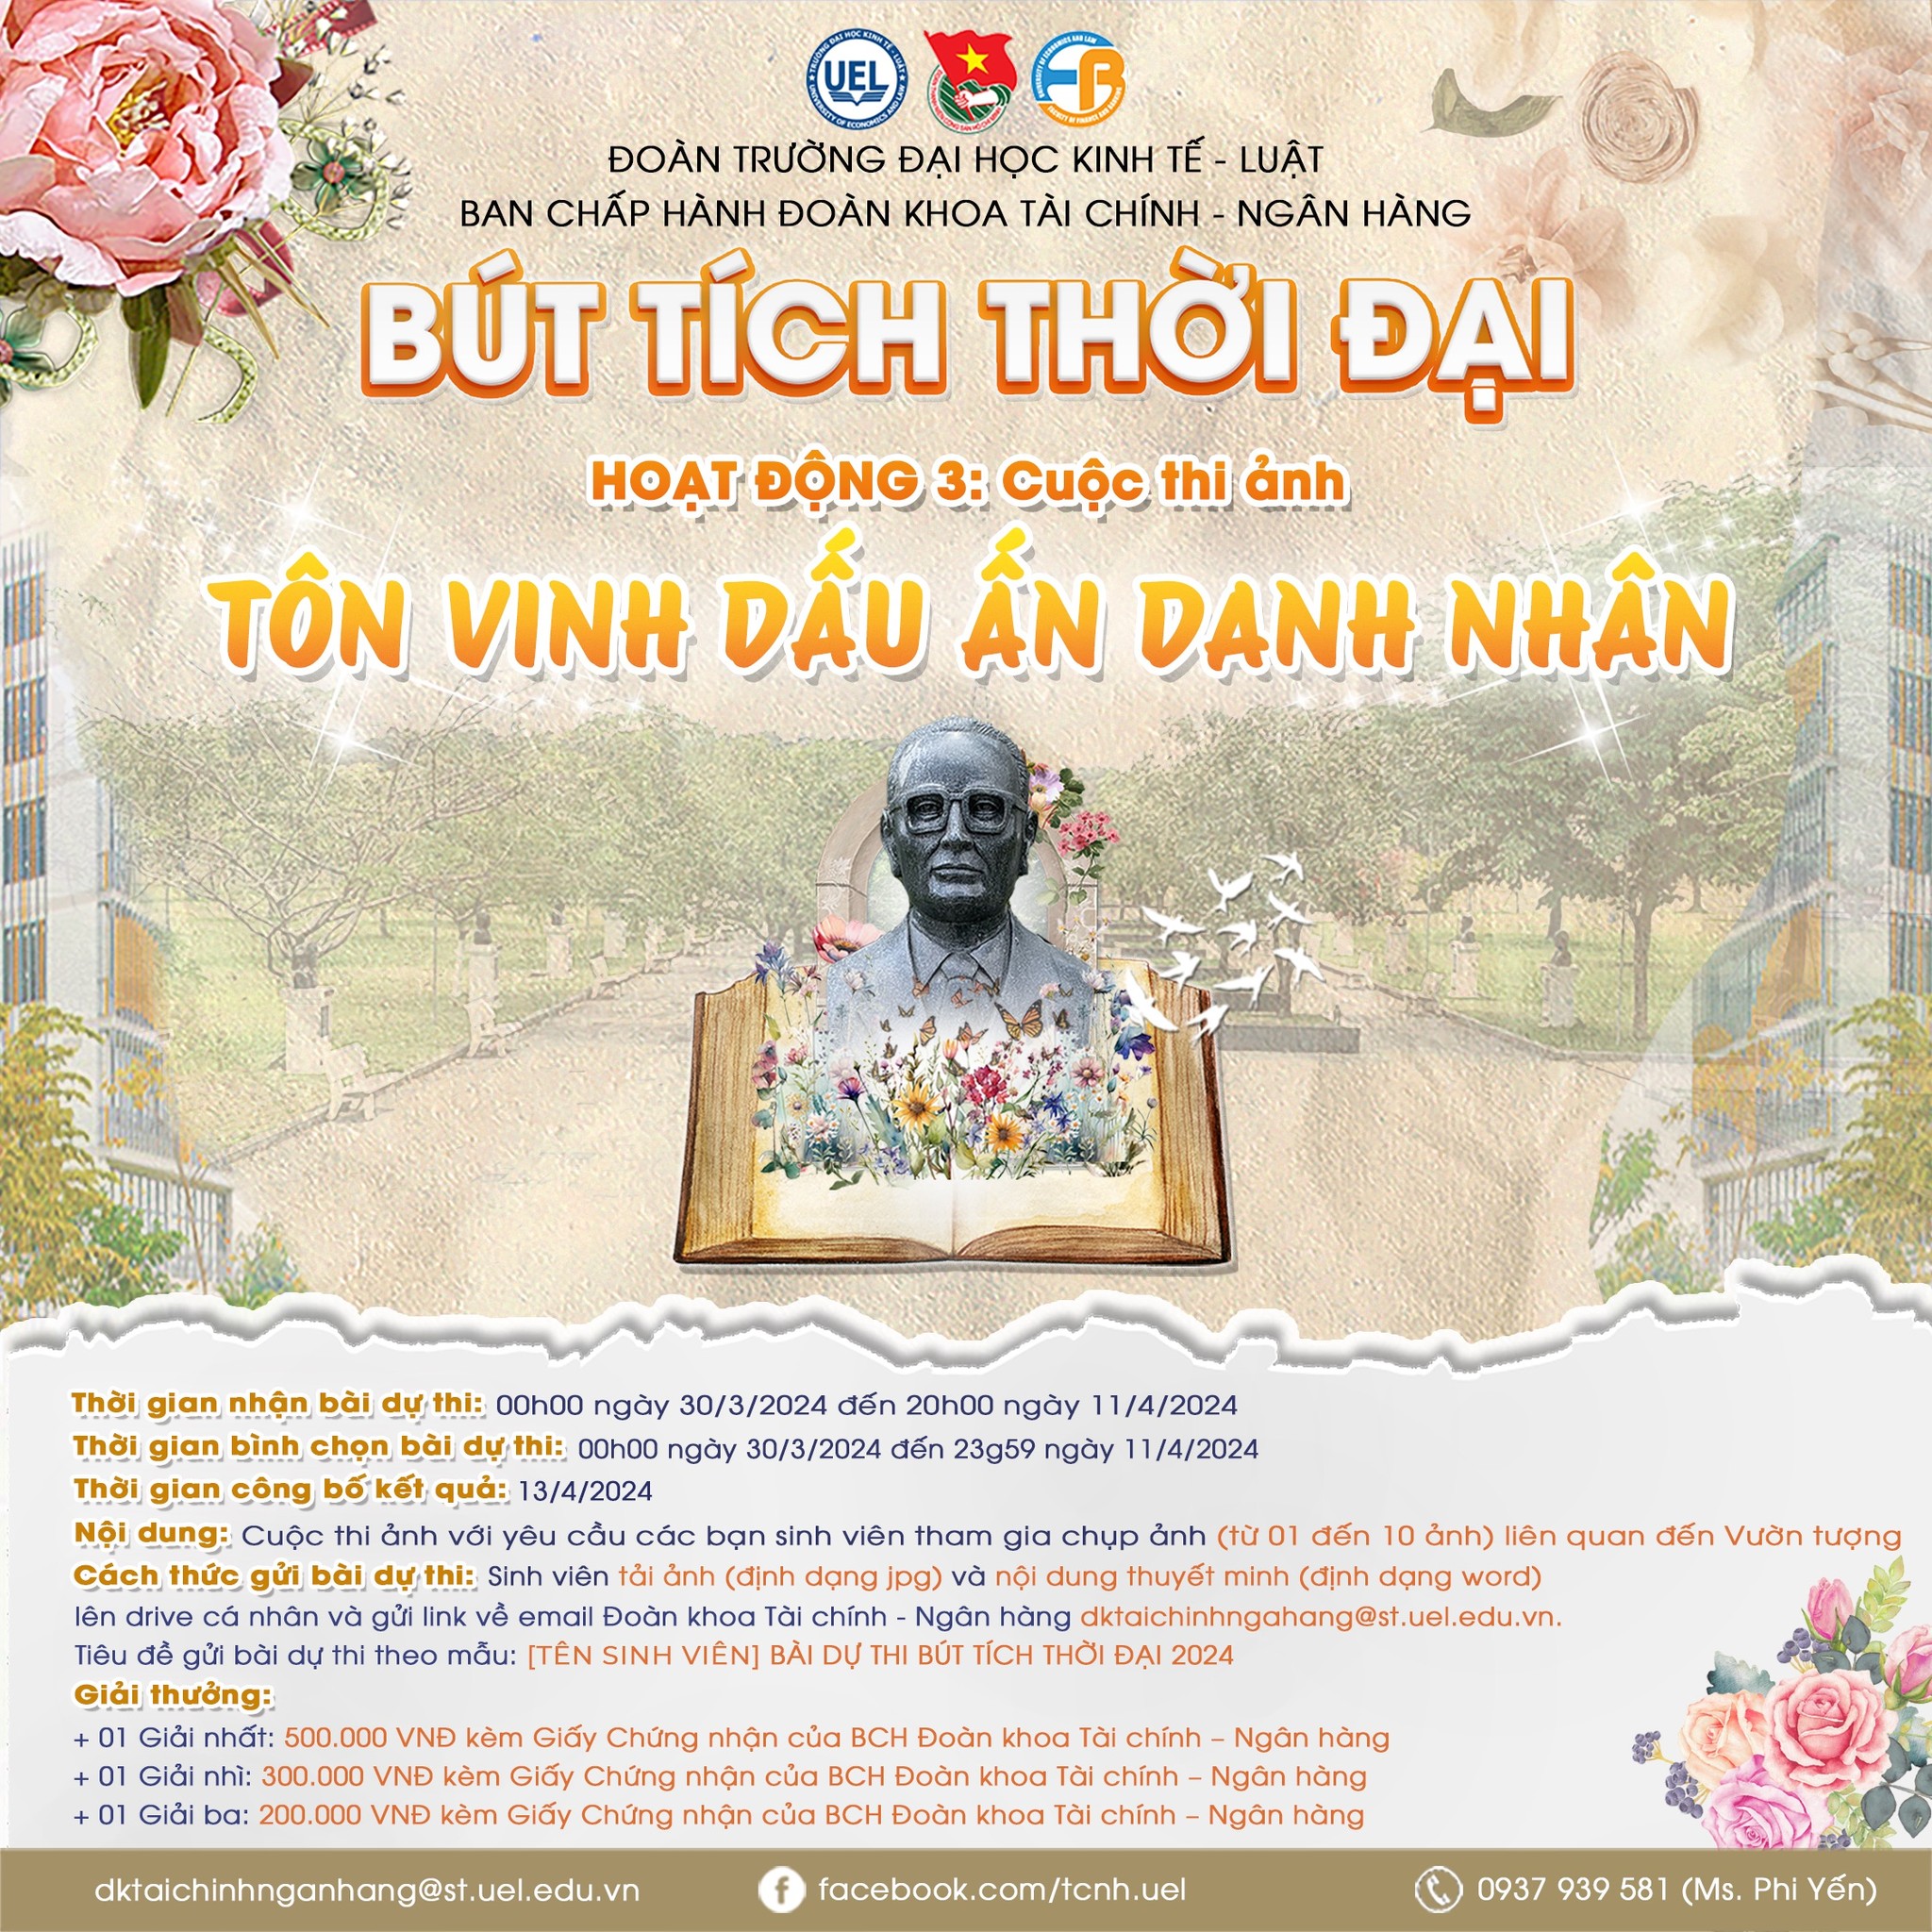 TRƯỜNG ĐẠI HỌC KINH TẾ - LUẬT
UEL
UNIVERSITY OF ECONOMICS AND LAW
ĐOÀN TRƯỜNG ĐẠI HỌC KINH TẾ - LUẬT
BAN CHẤP HÀNH ĐOÀN KHOA TÀI CHÍNH - NGÂN HÀNG
BÚT TÍCH THỜI ĐẠI
HOẠT ĐỘNG 3: Cuộc thi ảnh
TÔN VINH DẤU ẤN DANH NHÂN
Thời gian nhận bài dự thi: 00h00 ngày 30/3/2024 đến 20h00 ngày 11/4/2024
Thời gian bình chọn bài dự thi: 00h00 ngày 30/3/2024 đến 23g59 ngày 11/4/2024
Thời gian công bố kết quả: 13/4/2024
Nội dung: Cuộc thi ảnh với yêu cầu các bạn sinh viên tham gia chụp ảnh (từ 01 đến 10 ảnh) liên quan đến Vườn tượng
Cách thức gửi bài dự thi: Sinh viên tải ảnh (định dạng jpg) và nội dung thuyết minh (định dạng word)
lên drive cá nhân và gửi link về email Đoàn khoa Tài chính - Ngân hàng dktaichinhngahang@st.uel.edu.vn.
Tiêu đề gửi bài dự thi theo mẫu: [TÊN SINH VIÊN] BÀI DỰ THI BÚT TÍCH THỜI ĐẠI 2024
Giải thưởng:
+ 01 Giải nhất: 500.000 VNĐ kèm Giấy Chứng nhận của BCH Đoàn khoa Tài chính – Ngân hàng
+ 01 Giải nhì: 300.000 VNĐ kèm Giấy Chứng nhận của BCH Đoàn khoa Tài chính – Ngân hàng
+ 01 Giải ba: 200.000 VNĐ kèm Giấy Chứng nhận của BCH Đoàn khoa Tài chính – Ngân hàng
dktaichinhnganhang@st.uel.edu.vn
facebook.com/tcnh.uel
0937 939 581 (Ms. Phi Yến)